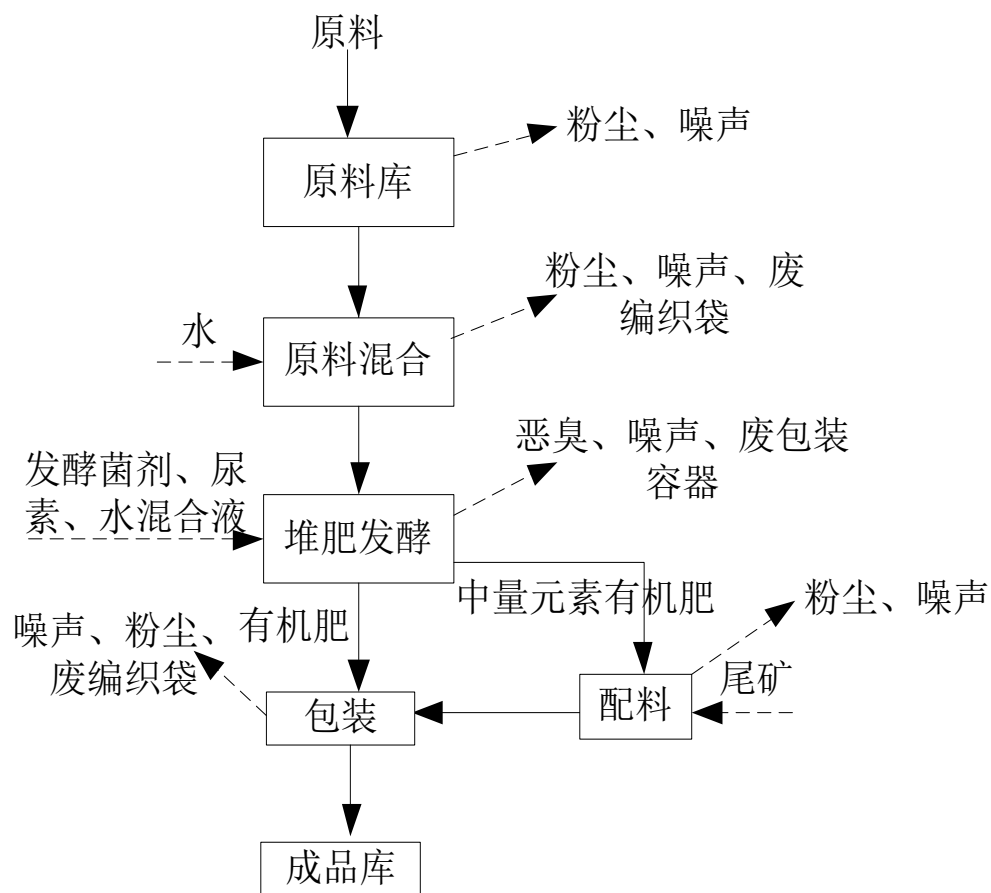 原料
粉尘、噪声
原料库
粉尘、噪声、废
编织袋
水
原料混合
恶臭、噪声、废包装
容器
发酵菌剂、尿
素、水混合液
堆肥发酵
中量元素有机肥
粉尘、噪声
有机肥
噪声、粉尘、
废编织袋
尾矿
配料
包装
成品库